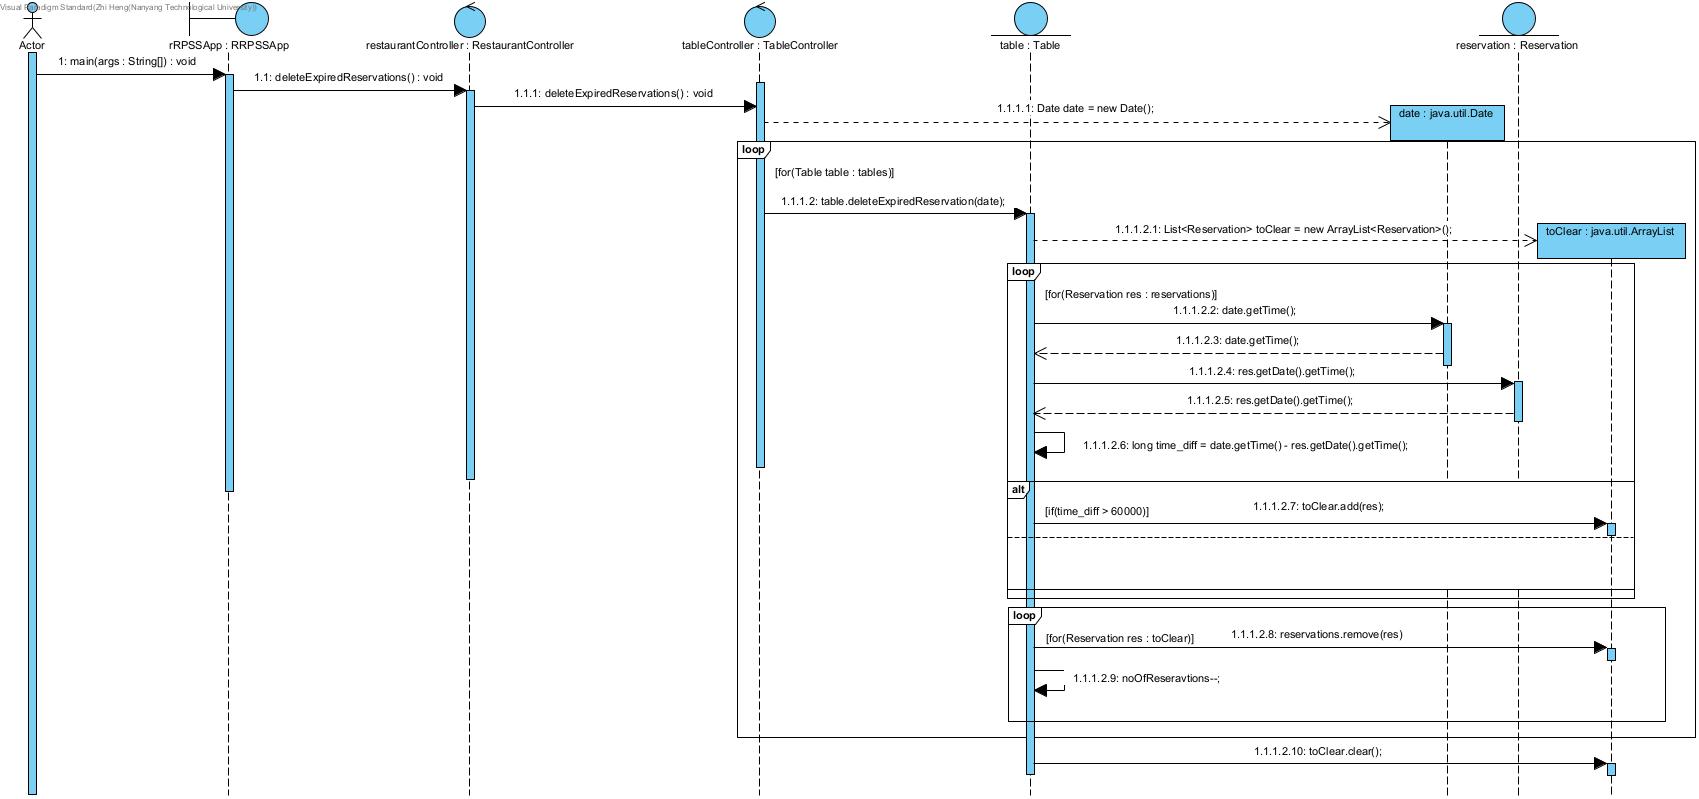 Visual Paradigm Standard(Zhi Heng(Nanyang Technological University))
Actor
rRPSSApp : RRPSSApp
restaurantController : RestaurantController
tableController : TableController
table : Table
reservation : Reservation
1: main(args : String[]) : void
1.1: deleteExpiredReservations() : void
1.1.1: deleteExpiredReservations() : void
1.1.1.1: Date date = new Date();
date : java.util.Date
loop
[for(Table table : tables)]
1.1.1.2: table.deleteExpiredReservation(date);
1.1.1.2.1: List<Reservation> toClear = new ArrayList<Reservation>();
toClear : java.util.ArrayList
loop
[for(Reservation res : reservations)]
1.1.1.2.2: date.getTime();
1.1.1.2.3: date.getTime();
1.1.1.2.4: res.getDate().getTime();
1.1.1.2.5: res.getDate().getTime();
1.1.1.2.6: long time_diff = date.getTime() - res.getDate().getTime();
alt
[if(time_diff > 60000)]
1.1.1.2.7: toClear.add(res);
loop
[for(Reservation res : toClear)]
1.1.1.2.8: reservations.remove(res)
1.1.1.2.9: noOfReseravtions--;
1.1.1.2.10: toClear.clear();